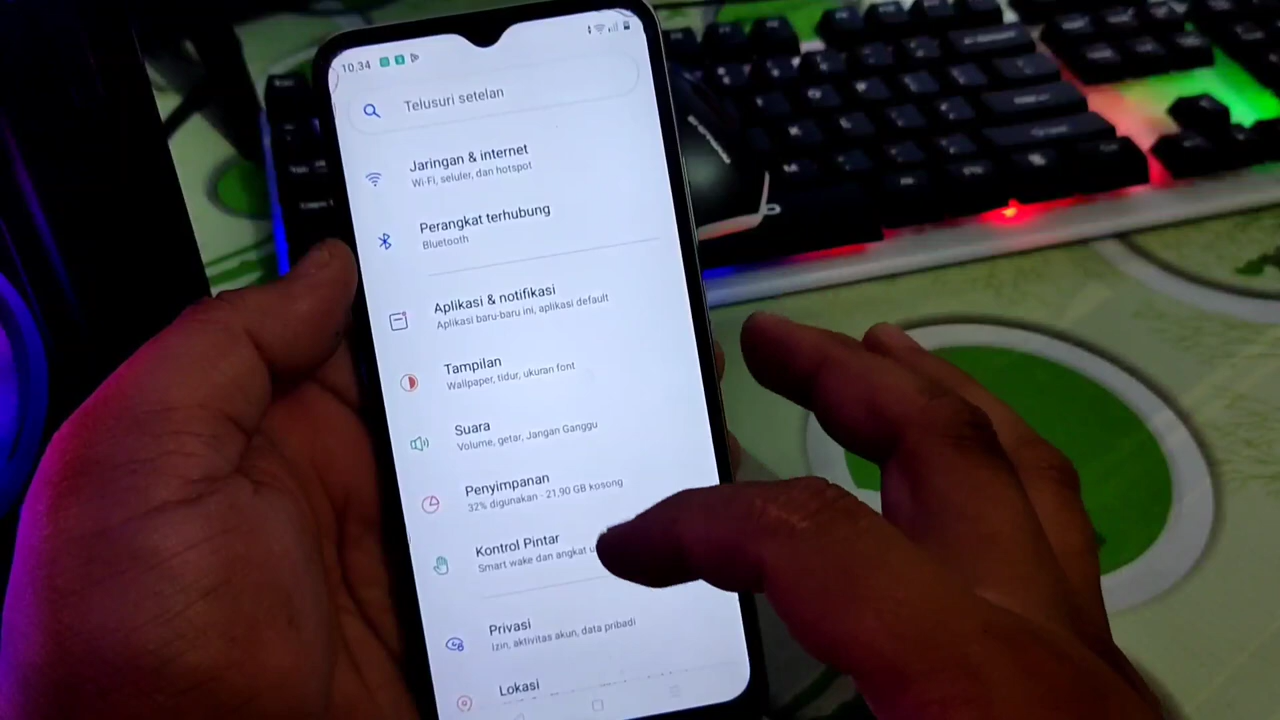 10,34
Telusuri setelan
Jaringan & internet
Wi-Fi, seluler, dan hotspot
Perangkat terhubung
Bluetooth
Aplikasi & notifikasi
Aplikasi baru-baru ini, aplikasi default
Tampilan
Wallpaper, tidur, ukuran font
Suara
Volume, getar, Jangan Ganggu
Penyimpanan
32% digunakan - 21,90 GB kosong
Kontrol Pintar
Smart wake dan angkat u
Privasi
Izin, aktivitas akun, data pribadi
Lokasi